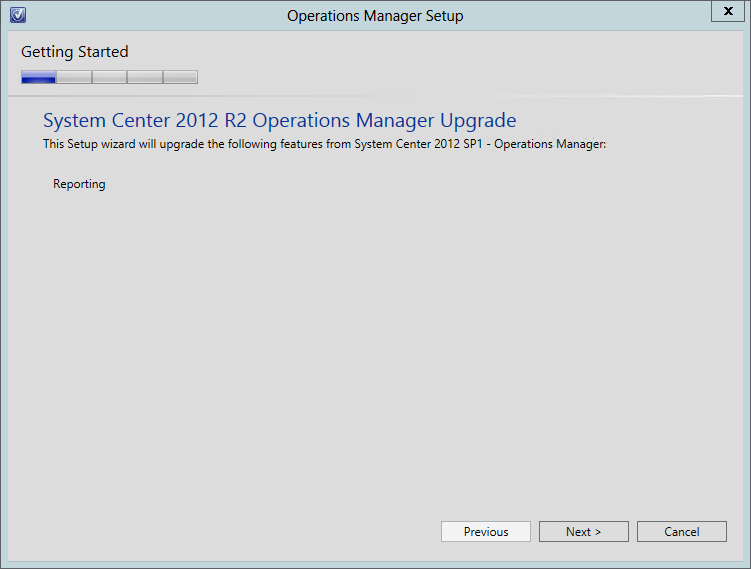 Operations Manager Setup
x
Getting Started
System Center 2012 R2 Operations Manager Upgrade
This Setup wizard will upgrade the following features from System Center 2012 SP1 - Operations Manager:
Reporting
Previous
Next >
Cancel